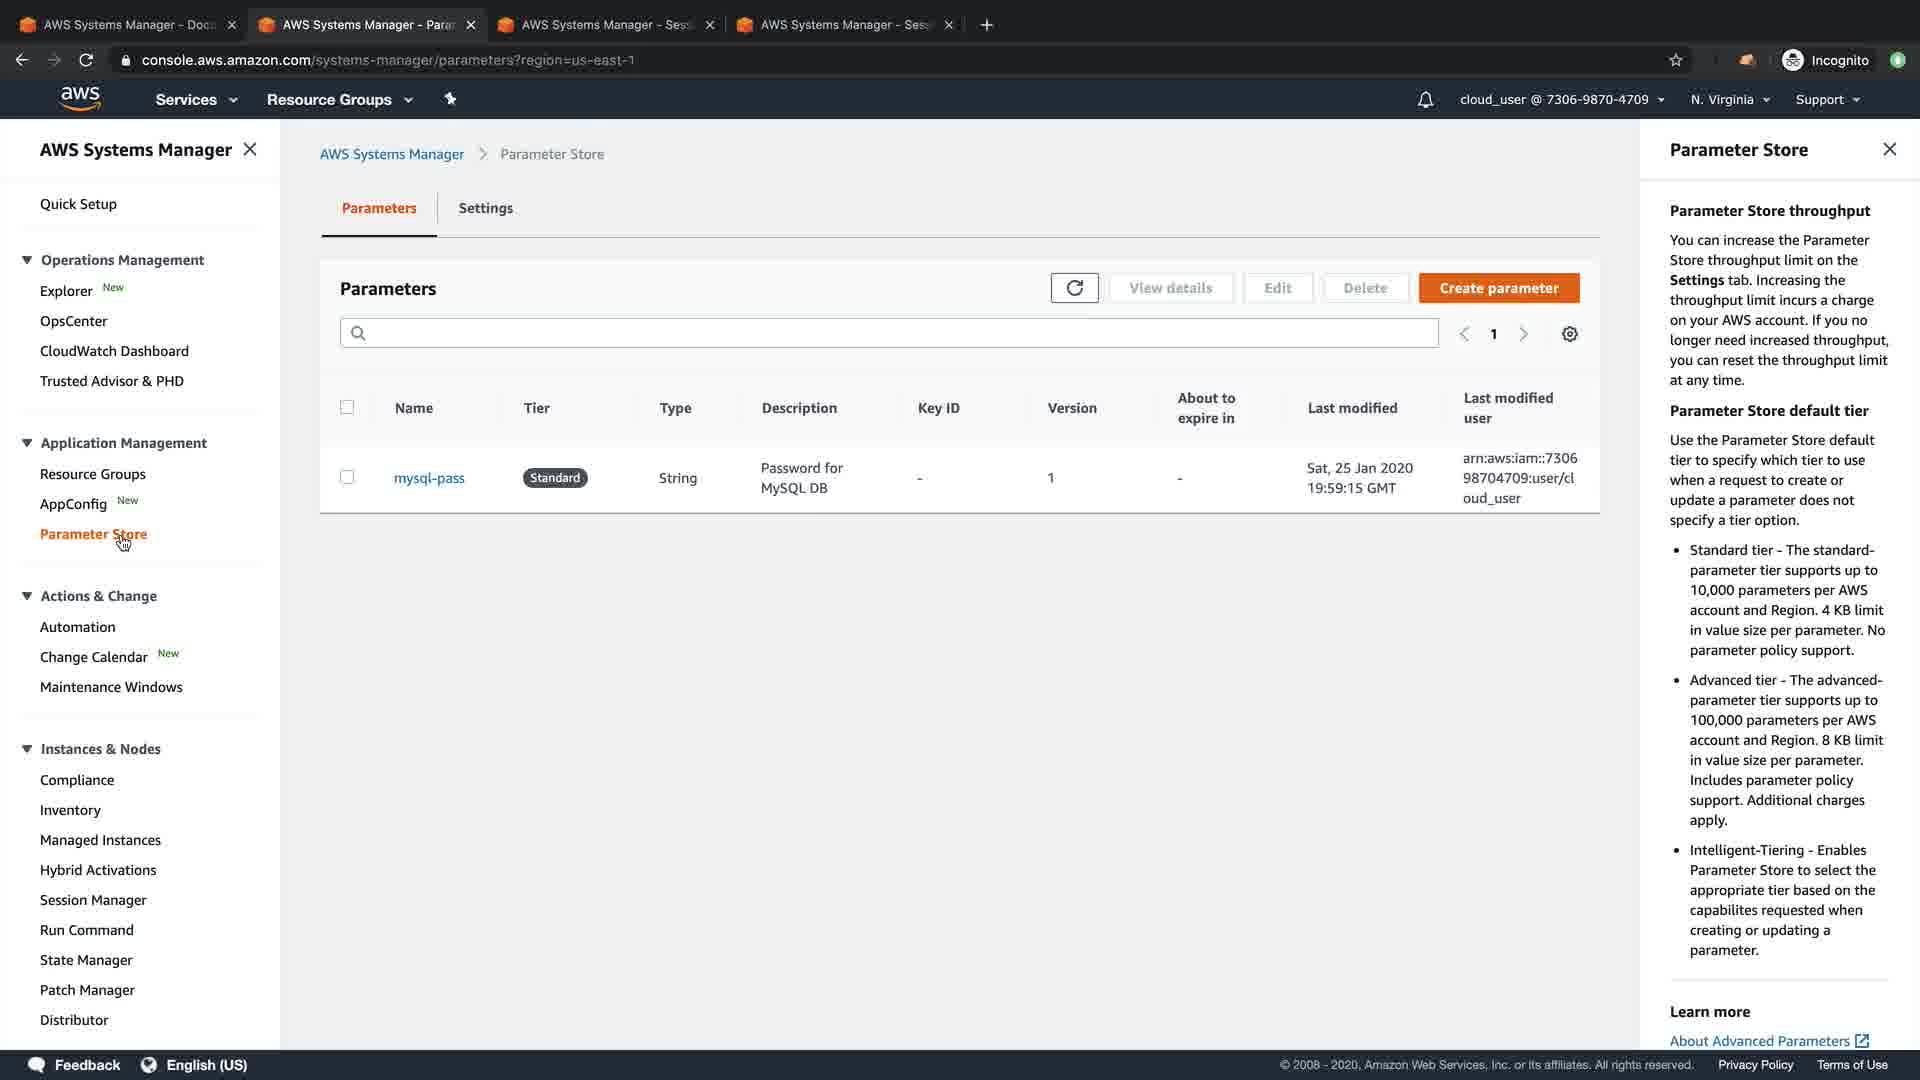 AWS Systems Manager - Docu
AWS Systems Manager - Para
AWS Systems Manager - Sess
AWS Systems Manager - Sess
console.aws.amazon.com/systems-manager/parameters?region=us-east-1
Incognito
aws
Services
Resource Groups
cloud_user @ 7306-9870-4709
N. Virginia
Support
AWS Systems Manager
Quick Setup
Operations Management
Explorer New
OpsCenter
CloudWatch Dashboard
Trusted Advisor & PHD
Application Management
Resource Groups
AppConfig New
Parameter Store
Actions & Change
Automation
Change Calendar New
Maintenance Windows
Instances & Nodes
Compliance
Inventory
Managed Instances
Hybrid Activations
Session Manager
Run Command
State Manager
Patch Manager
Distributor
AWS Systems Manager > Parameter Store
Parameters
Settings
Parameters
View details
Edit
Delete
Create parameter
1
Name
Tier
Type
Description
Key ID
Version
About to
expire in
Last modified
Last modified
user
mysql-pass
Standard
String
Password for
MySQL DB
-
1
-
Sat, 25 Jan 2020
19:59:15 GMT
arn:aws:iam::7306
98704709:user/cl
oud_user
Parameter Store
Parameter Store throughput
You can increase the Parameter
Store throughput limit on the
Settings tab. Increasing the
throughput limit incurs a charge
on your AWS account. If you no
longer need increased throughput,
you can reset the throughput limit
at any time.
Parameter Store default tier
Use the Parameter Store default
tier to specify which tier to use
when a request to create or
update a parameter does not
specify a tier option.
• Standard tier - The standard-
parameter tier supports up to
10,000 parameters per AWS
account and Region. 4 KB limit
in value size per parameter. No
parameter policy support.
• Advanced tier - The advanced-
parameter tier supports up to
100,000 parameters per AWS
account and Region. 8 KB limit
in value size per parameter.
Includes parameter policy
support. Additional charges
apply.
• Intelligent-Tiering - Enables
Parameter Store to select the
appropriate tier based on the
capabilites requested when
creating or updating a
parameter.
Learn more
About Advanced Parameters
Feedback
English (US)
© 2008 - 2020, Amazon Web Services, Inc. or its affiliates. All rights reserved.
Privacy Policy
Terms of Use